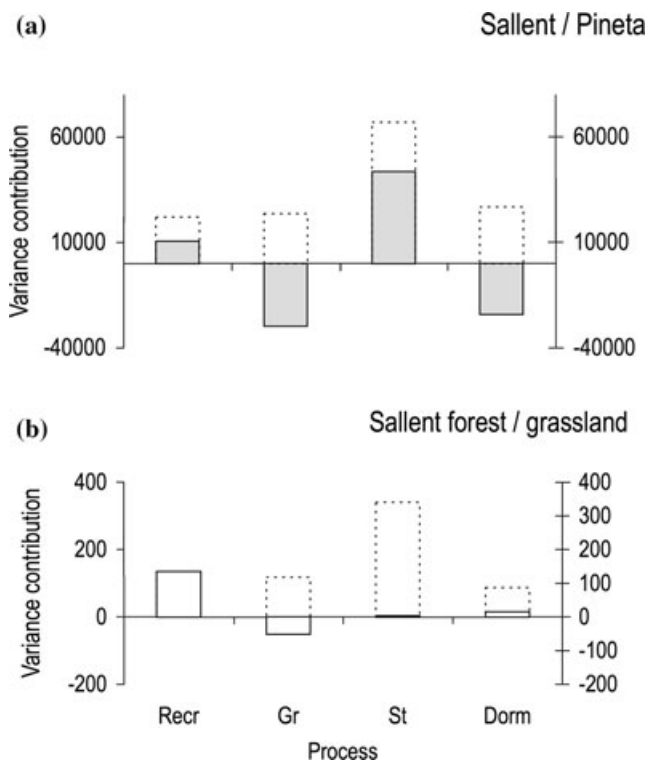 (a)
Sallent / Pineta
Variance contribution
60000
10000
-40000
60000
10000
-40000
(b)
Sallent forest / grassland
Variance contribution
400
200
0
-200
400
300
200
100
0
-100
-200
Recr Gr St Dorm
Process